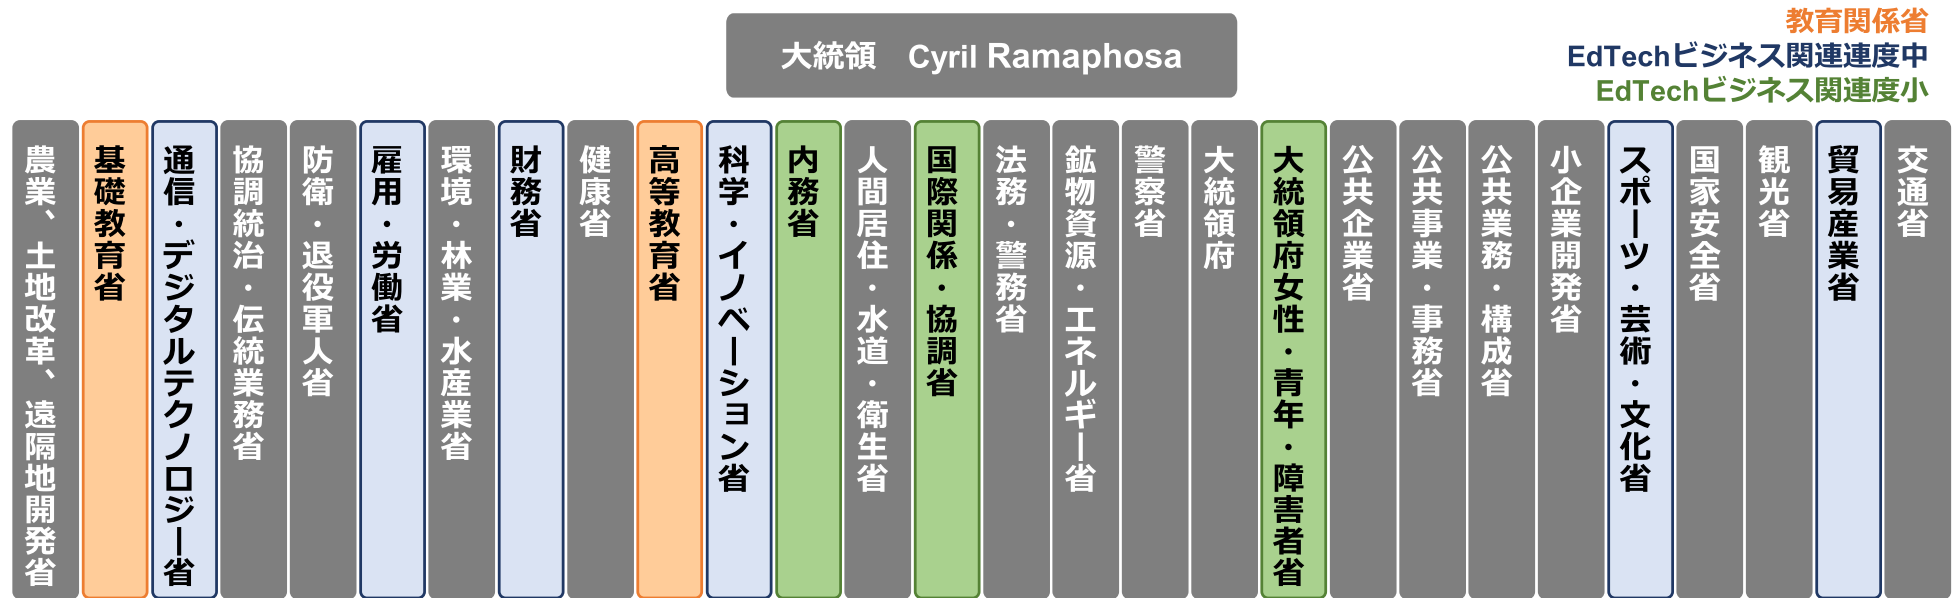 大統領 Cyril Ramaphosa
教育関係省
EdTechビジネス関連連度中
EdTechビジネス関連度小
農業、土地改革、遠隔地開発省
基礎教育省
通信・デジタルテクノロジー省
協調統治・伝統業務省
防衛・退役軍人省
雇用・労働省
環境・林業・水産業省
財務省
健康省
高等教育省
科学・イノベーション省
内務省
人間居住・水道・衛生省
国際関係・協調省
法務・警務省
鉱物資源・エネルギー省
警察省
大統領府
大統領府女性・青年・障害者省
公共企業省
公共事業・事務省
公共業務・構成省
小企業開発省
スポーツ・芸術・文化省
国家安全省
観光省
貿易産業省
交通省